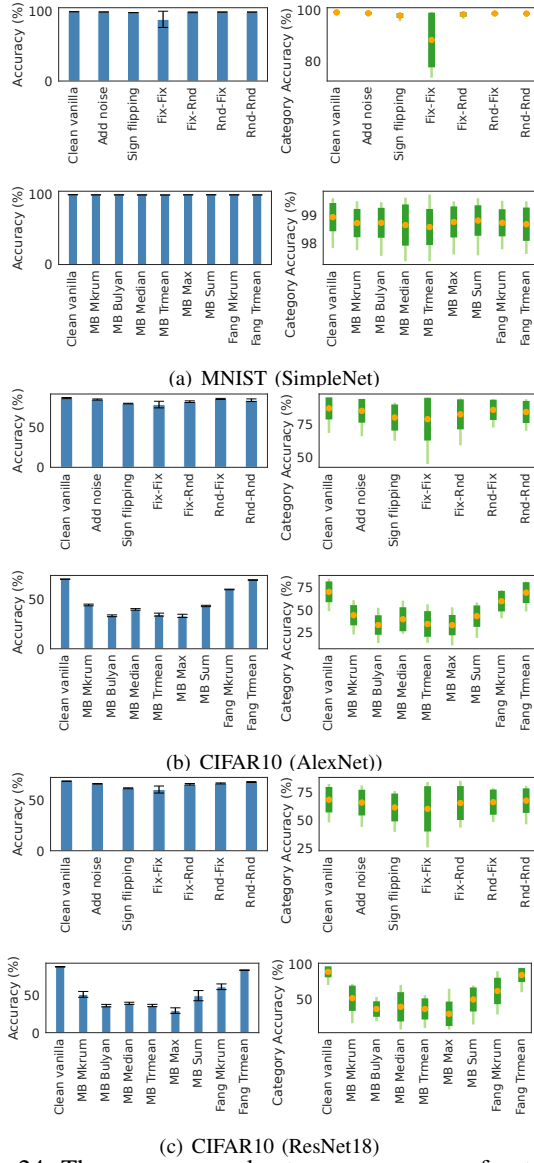 Accuracy (%)
100
0
Clean vanilla
Add noise
Sign flipping
Fix-Fix
Fix-Rnd
Rnd-Fix
Rnd-Rnd
Category Accuracy (%)
100
80
Clean vanilla
Add noise
Sign flipping
Fix-Fix
Fix-Rnd
Rnd-Fix
Rnd-Rnd
Accuracy (%)
100
0
Clean vanilla
MB Mkrum
MB Bulyan
MB Median
MB Trmean
MB Max
MB Sum
Fang Mkrum
Fang Trmean
Category Accuracy (%)
99
98
Clean vanilla
MB Mkrum
MB Bulyan
MB Median
MB Trmean
MB Max
MB Sum
Fang Mkrum
Fang Trmean
(a) MNIST (SimpleNet)
Accuracy (%)
50
0
Clean vanilla
Add noise
Sign flipping
Fix-Fix
Fix-Rnd
Rnd-Fix
Rnd-Rnd
Category Accuracy (%)
75
50
Clean vanilla
Add noise
Sign flipping
Fix-Fix
Fix-Rnd
Rnd-Fix
Rnd-Rnd
Accuracy (%)
50
0
Clean vanilla
MB Mkrum
MB Bulyan
MB Median
MB Trmean
MB Max
MB Sum
Fang Mkrum
Fang Trmean
Category Accuracy (%)
75
50
25
Clean vanilla
MB Mkrum
MB Bulyan
MB Median
MB Trmean
MB Max
MB Sum
Fang Mkrum
Fang Trmean
(b) CIFAR10 (AlexNet))
Accuracy (%)
50
0
Clean vanilla
Add noise
Sign flipping
Fix-Fix
Fix-Rnd
Rnd-Fix
Rnd-Rnd
Category Accuracy (%)
75
50
25
Clean vanilla
Add noise
Sign flipping
Fix-Fix
Fix-Rnd
Rnd-Fix
Rnd-Rnd
Accuracy (%)
50
0
Clean vanilla
MB Mkrum
MB Bulyan
MB Median
MB Trmean
MB Max
MB Sum
Fang Mkrum
Fang Trmean
Category Accuracy (%)
100
50
Clean vanilla
MB Mkrum
MB Bulyan
MB Median
MB Trmean
MB Max
MB Sum
Fang Mkrum
Fang Trmean
(c) CIFAR10 (ResNet18)